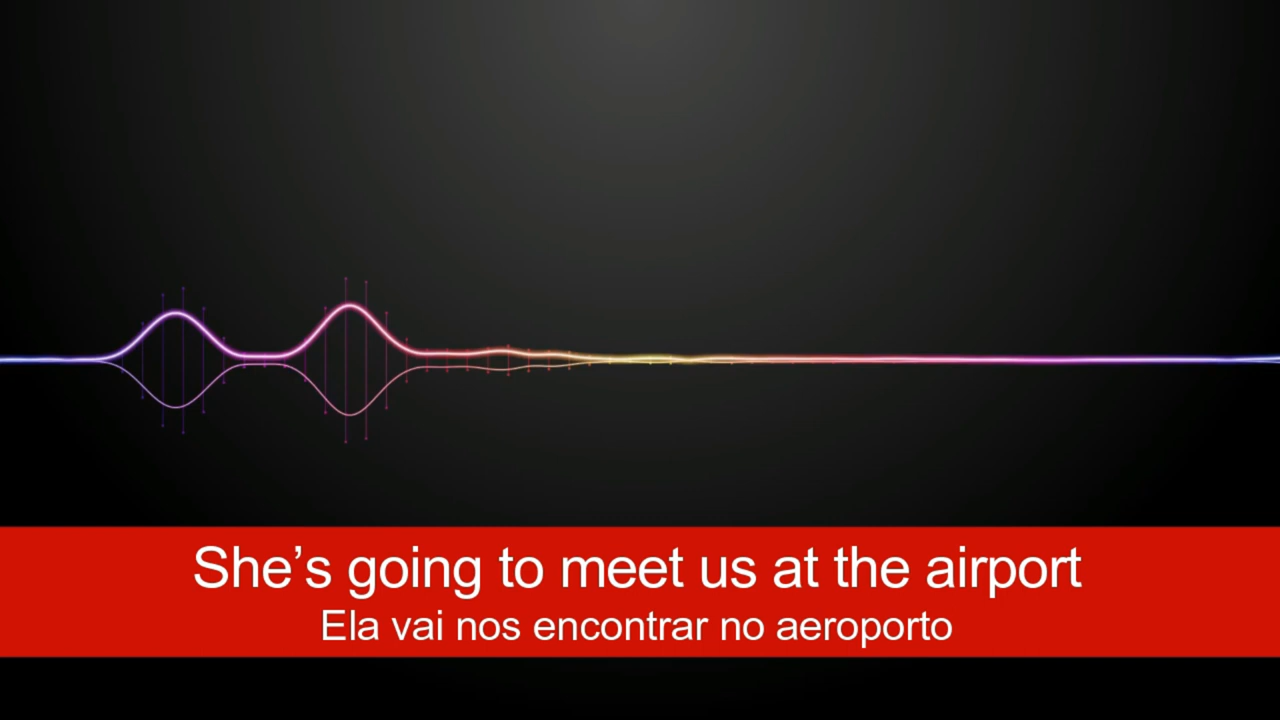 She’s going to meet us at the airport
Ela vai nos encontrar no aeroporto